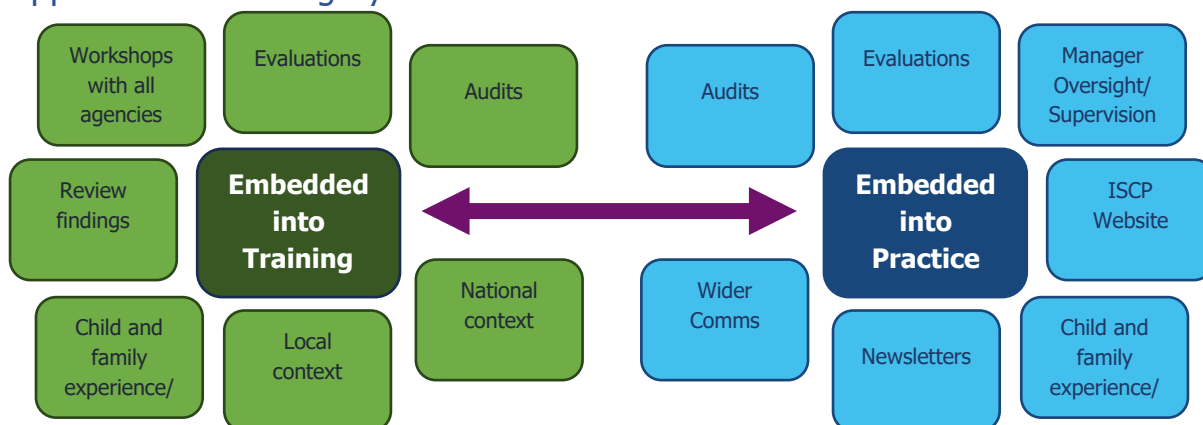 Workshops
with all
agencies
Evaluations
Audits
Review
findings
Embedded
into
Training
National
context
Child and
family
experience/
Local
context
Audits
Evaluations
Manager
Oversight/
Supervision
Embedded
into
Practice
ISCP
Website
Wider
Comms
Newsletters
Child and
family
experience/